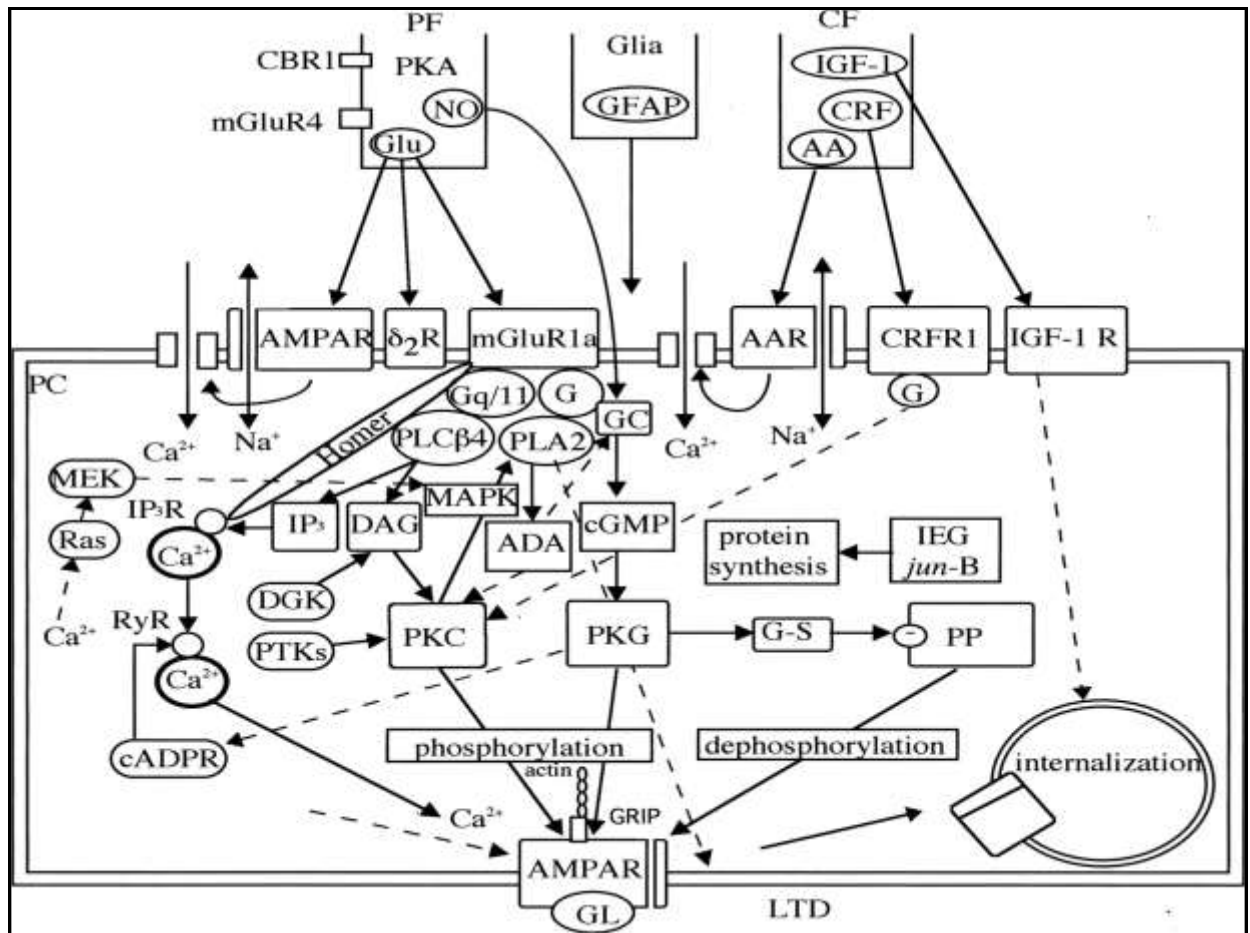 PF
Glia
CF
CBR1
PKA
IGF-1
NO
GFAP
CRF
mGluR4
Glu
AA
AMPAR
δ2R
mGluR1a
AAR
CRFR1
IGF-1 R
PC
Gq/11
G
G
GC
Ca²⁺
Na⁺
Homer
PLCβ4
PLA2
Ca²⁺
Na⁺
MEK
MAPK
IP₃R
IP₃
DAG
ADA
cGMP
protein
synthesis
IEG
jun-B
Ras
Ca²⁺
DGK
Ca²⁺
RyR
PTKs
PKC
PKG
G-S
-
PP
Ca²⁺
cADPR
phosphorylation
dephosphorylation
internalization
actin
Ca²⁺
GRIP
AMPAR
GL
LTD